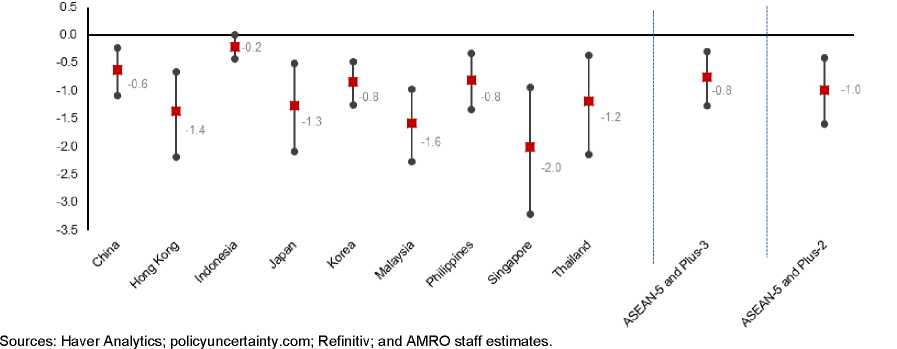 0.5
0.0
-0.5
-1.0
-1.5
-2.0
-2.5
-3.0
-3.5
-0.6
-1.4
-0.2
-1.3
-0.8
-1.6
-0.8
-2.0
-1.2
-0.8
-1.0
China
Hong Kong
Indonesia
Japan
Korea
Malaysia
Philippines
Singapore
Thailand
ASEAN-5 and Plus-3
ASEAN-5 and Plus-2
Sources: Haver Analytics; policyuncertainty.com; Refinitiv; and AMRO staff estimates.